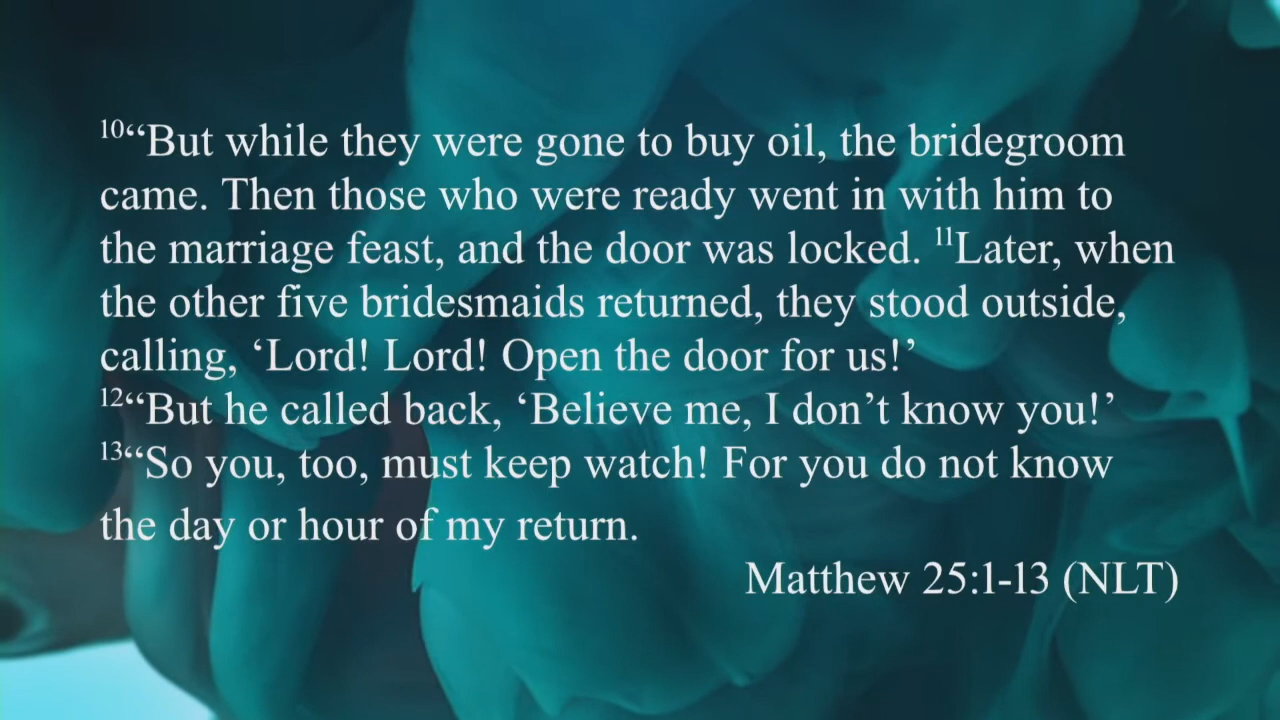 ¹⁰“But while they were gone to buy oil, the bridegroom
came. Then those who were ready went in with him to
the marriage feast, and the door was locked. ¹¹Later, when
the other five bridesmaids returned, they stood outside,
calling, ‘Lord! Lord! Open the door for us!’
¹²“But he called back, ‘Believe me, I don’t know you!’
¹³“So you, too, must keep watch! For you do not know
the day or hour of my return.
Matthew 25:1-13 (NLT)